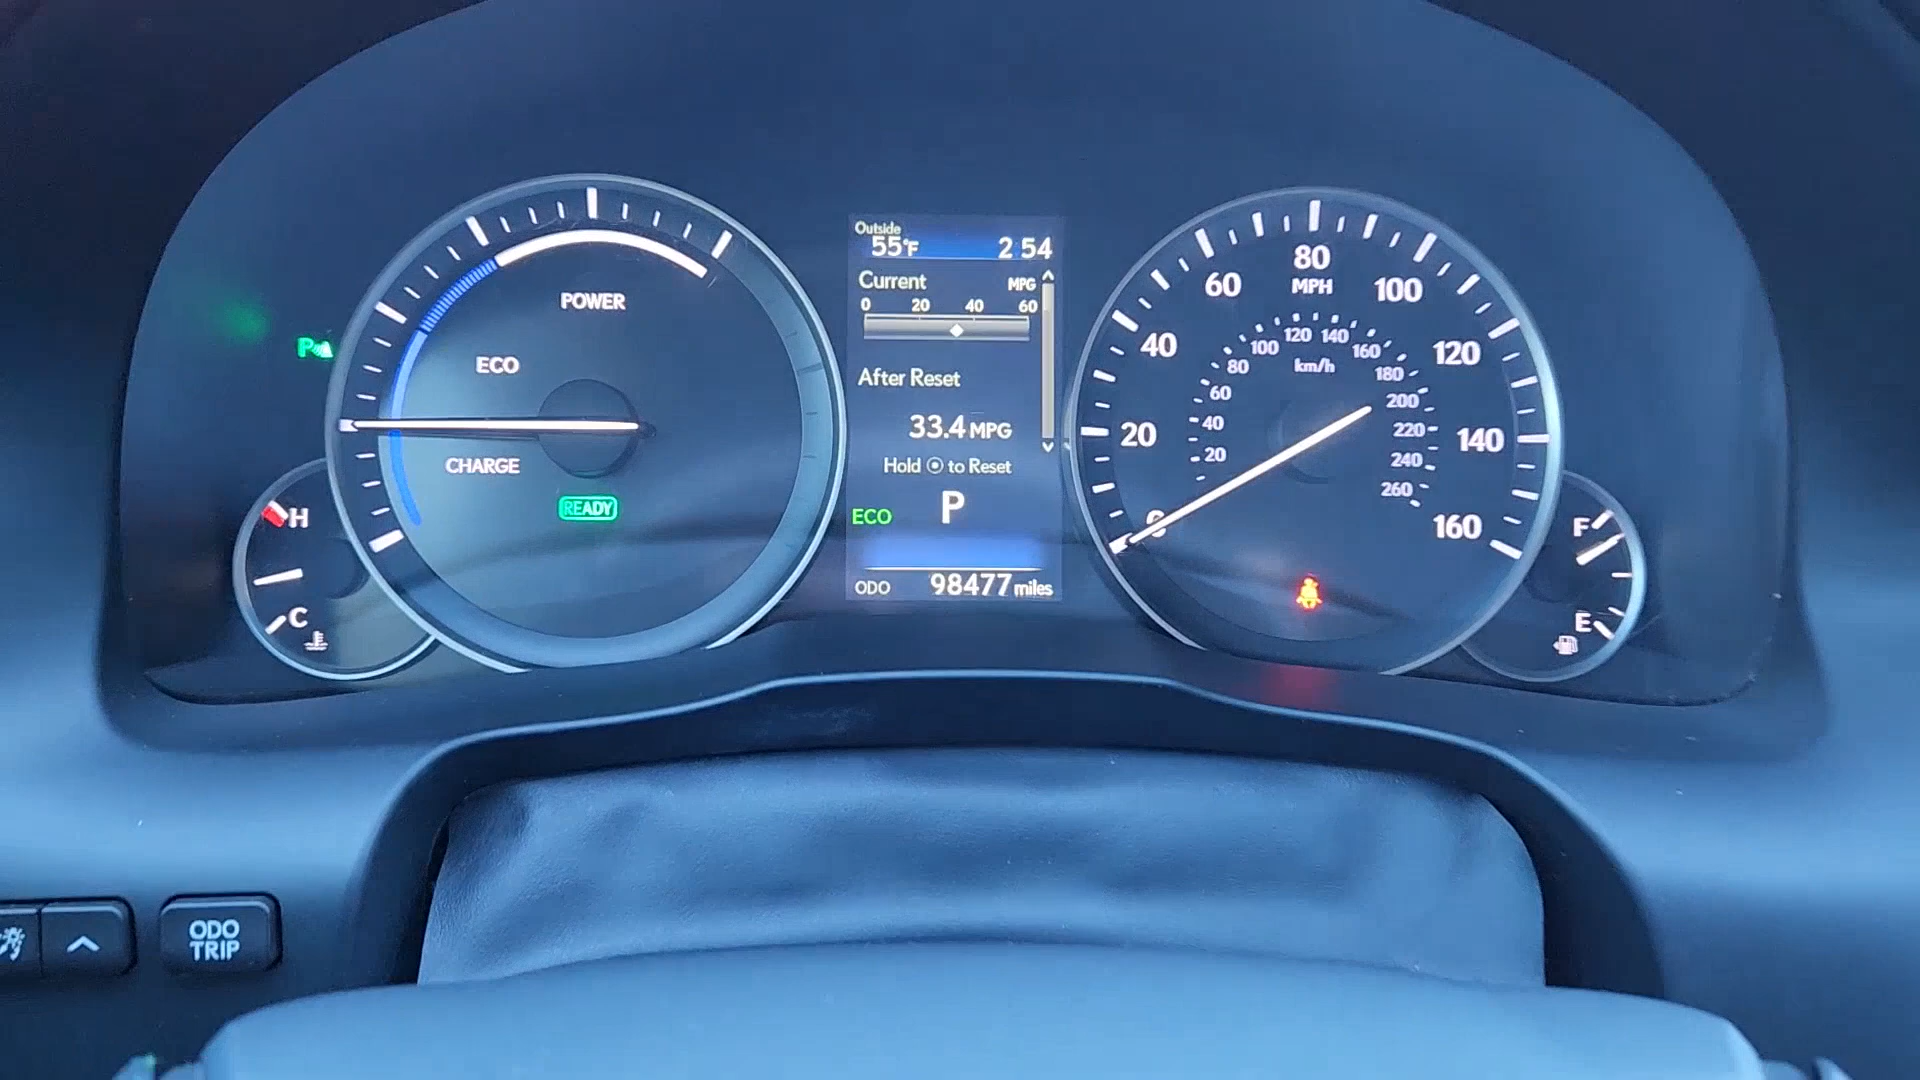 POWER
ECO
CHARGE
READY
P
H
C
Outside
55°F 2 54
Current MPG
0 20 40 60
After Reset
33.4 MPG
Hold ⊙ to Reset
P
ECO
ODO 98477 miles
0 20 40 60 80 100 120 140 160
MPH
20 40 60 80 100 120 140 160 180 200 220 240 260
km/h
F
E
ODO
TRIP